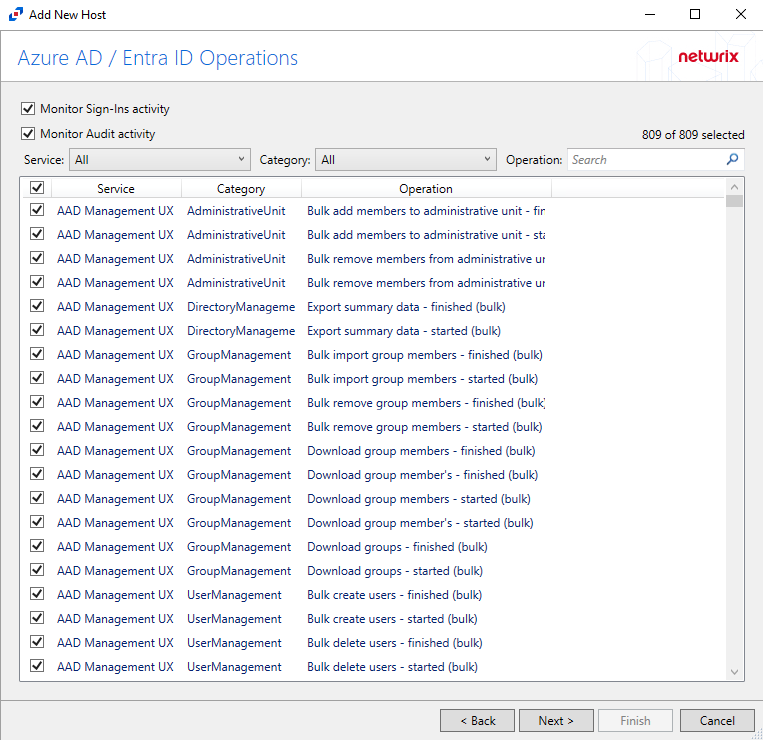 Add New Host
Azure AD / Entra ID Operations
netwrix
Monitor Sign-Ins activity
Monitor Audit activity
809 of 809 selected
Service: All Category: All Operation: Search
Service Category Operation
AAD Management UX AdministrativeUnit Bulk add members to administrative unit - fin
AAD Management UX AdministrativeUnit Bulk add members to administrative unit - sta
AAD Management UX AdministrativeUnit Bulk remove members from administrative ur
AAD Management UX AdministrativeUnit Bulk remove members from administrative ur
AAD Management UX DirectoryManageme Export summary data - finished (bulk)
AAD Management UX DirectoryManageme Export summary data - started (bulk)
AAD Management UX GroupManagement Bulk import group members - finished (bulk)
AAD Management UX GroupManagement Bulk import group members - started (bulk)
AAD Management UX GroupManagement Bulk remove group members - finished (bulk)
AAD Management UX GroupManagement Bulk remove group members - started (bulk)
AAD Management UX GroupManagement Download group members - finished (bulk)
AAD Management UX GroupManagement Download group member's - finished (bulk)
AAD Management UX GroupManagement Download group members - started (bulk)
AAD Management UX GroupManagement Download group member's - started (bulk)
AAD Management UX GroupManagement Download groups - finished (bulk)
AAD Management UX GroupManagement Download groups - started (bulk)
AAD Management UX UserManagement Bulk create users - finished (bulk)
AAD Management UX UserManagement Bulk create users - started (bulk)
AAD Management UX UserManagement Bulk delete users - finished (bulk)
AAD Management UX UserManagement Bulk delete users - started (bulk)
< Back Next > Finish Cancel